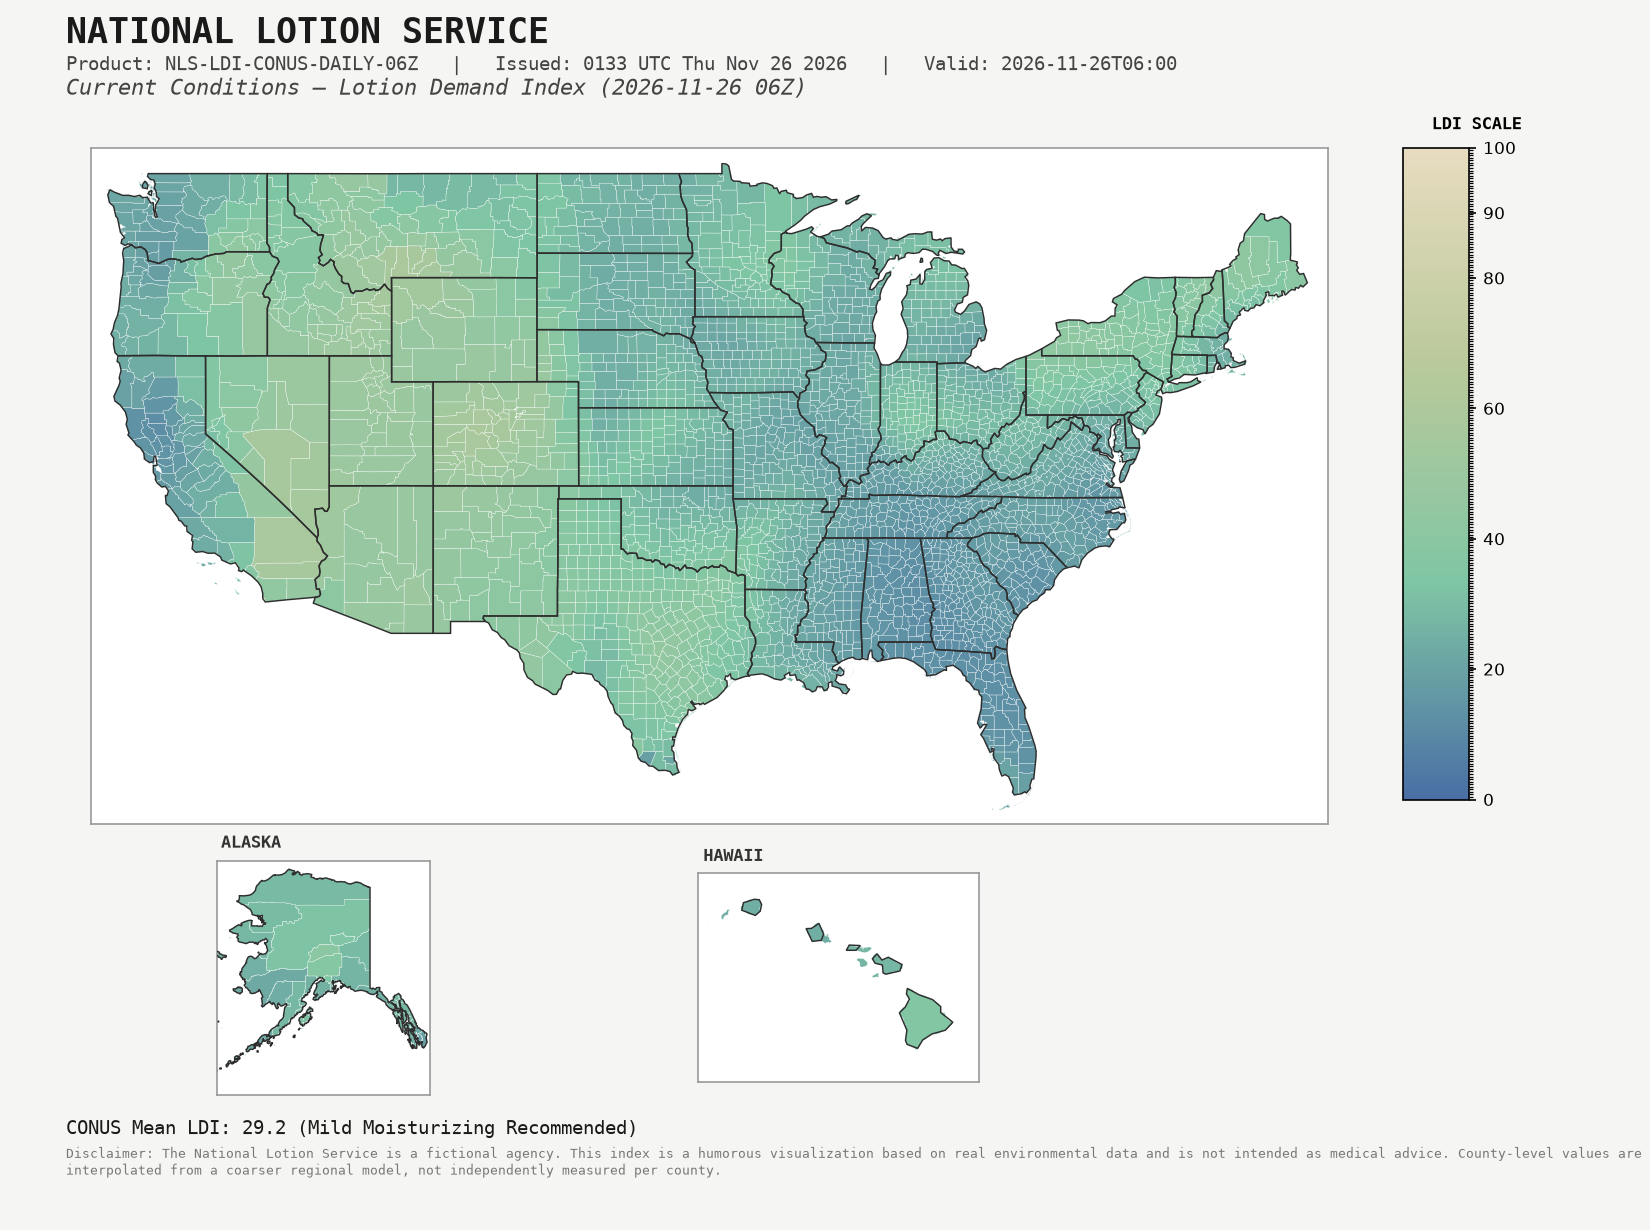 NATIONAL LOTION SERVICE
Product: NLS-LDI-CONUS-DAILY-06Z | Issued: 0133 UTC Thu Nov 26 2026 | Valid: 2026-11-26T06:00
Current Conditions — Lotion Demand Index (2026-11-26 06Z)
LDI SCALE
100
90
80
60
40
20
0
ALASKA
HAWAII
CONUS Mean LDI: 29.2 (Mild Moisturizing Recommended)
Disclaimer: The National Lotion Service is a fictional agency. This index is a humorous visualization based on real environmental data and is not intended as medical advice. County-level values are
interpolated from a coarser regional model, not independently measured per county.